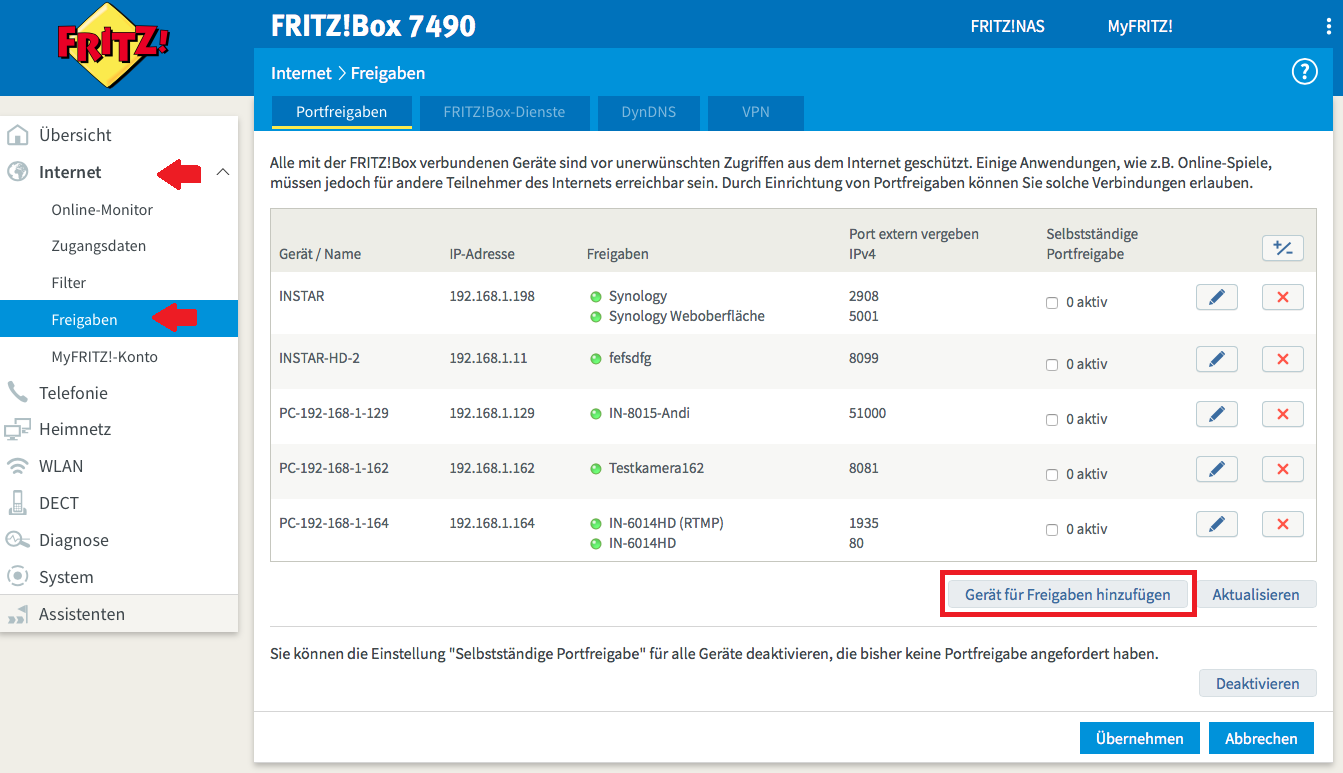 FRITZ!
FRITZ!Box 7490
FRITZ!NAS
MyFRITZ!
Internet > Freigaben
?
Portfreigaben
FRITZ!Box-Dienste
DynDNS
VPN
Übersicht
Internet
Online-Monitor
Zugangsdaten
Filter
Freigaben
MyFRITZ!-Konto
Telefonie
Heimnetz
WLAN
DECT
Diagnose
System
Assistenten
Alle mit der FRITZ!Box verbundenen Geräte sind vor unerwünschten Zugriffen aus dem Internet geschützt. Einige Anwendungen, wie z.B. Online-Spiele,
müssen jedoch für andere Teilnehmer des Internets erreichbar sein. Durch Einrichtung von Portfreigaben können Sie solche Verbindungen erlauben.
Gerät / Name IP-Adresse Freigaben Port extern vergeben IPv4 Selbstständige Portfreigabe +/-
INSTAR 192.168.1.198 Synology 2908 0 aktiv
Synology Weboberfläche 5001
INSTAR-HD-2 192.168.1.11 fefsdfg 8099 0 aktiv
PC-192-168-1-129 192.168.1.129 IN-8015-Andi 51000 0 aktiv
PC-192-168-1-162 192.168.1.162 Testkamera162 8081 0 aktiv
PC-192-168-1-164 192.168.1.164 IN-6014HD (RTMP) 1935 0 aktiv
IN-6014HD 80
Gerät für Freigaben hinzufügen
Aktualisieren
Sie können die Einstellung "Selbstständige Portfreigabe" für alle Geräte deaktivieren, die bisher keine Portfreigabe angefordert haben.
Deaktivieren
Übernehmen
Abbrechen